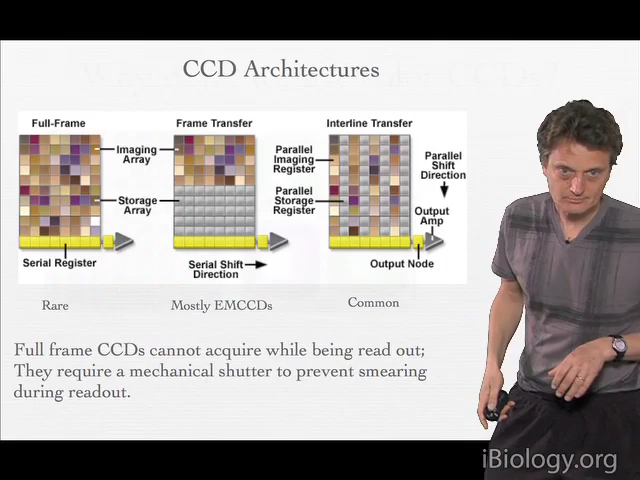 CCD Architectures
Full-Frame
Frame Transfer
Interline Transfer
Imaging
Array
Storage
Array
Serial Register
Serial Shift
Direction
Parallel
Imaging
Register
Parallel
Storage
Register
Parallel
Shift
Direction
Output
Amp
Output Node
Rare
Mostly EMCCDs
Common
Full frame CCDs cannot acquire while being read out;
They require a mechanical shutter to prevent smearing
during readout.
iBiology.org